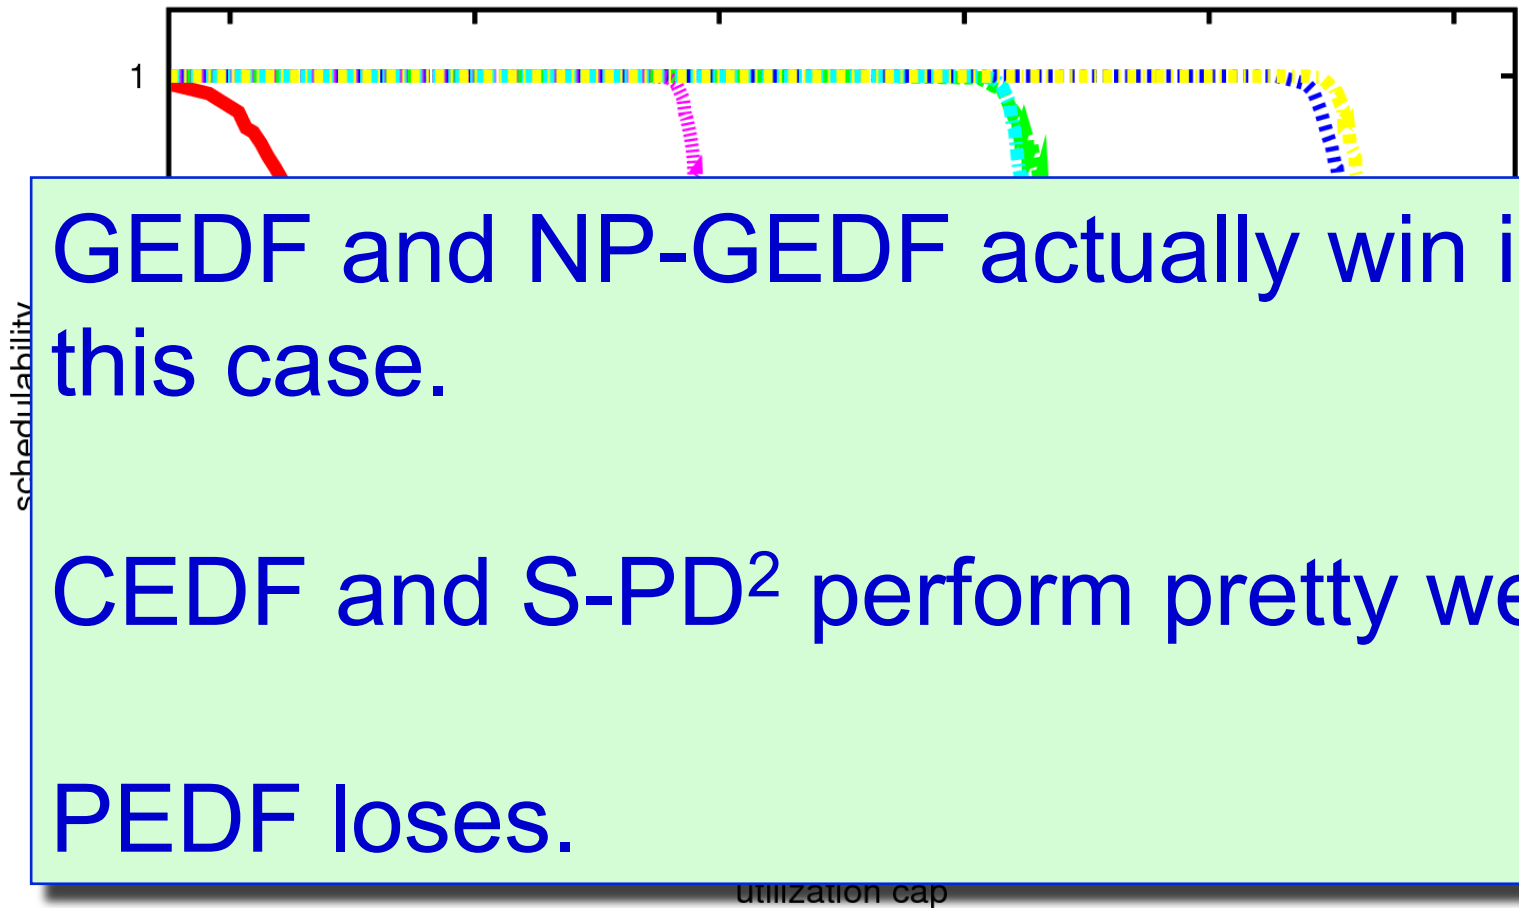 1
schedulability
GEDF and NP-GEDF actually win i
this case.
CEDF and S-PD² perform pretty we
PEDF loses.
utilization cap